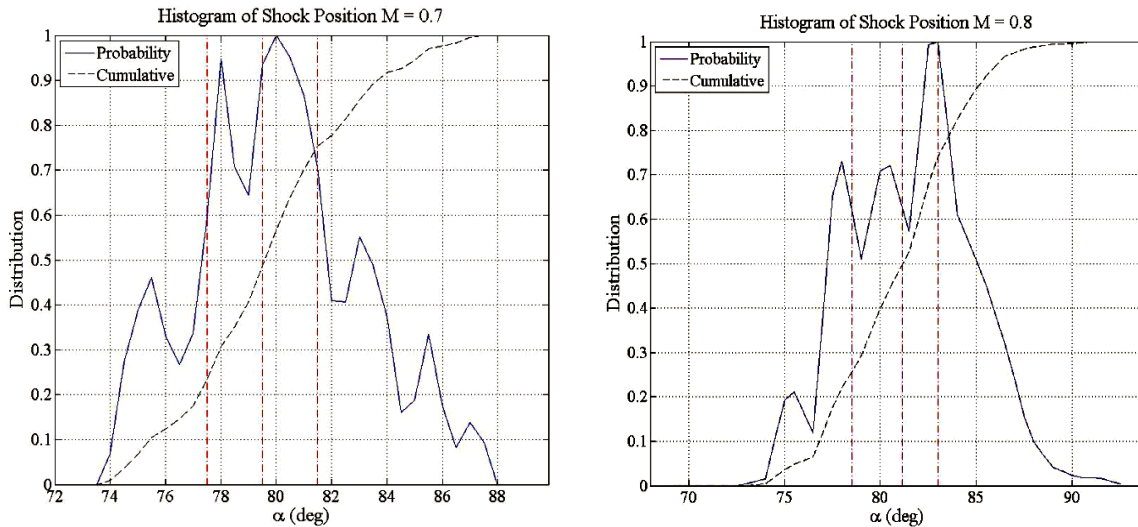 Histogram of Shock Position M = 0.7
Probability
Cumulative
Distribution
1
0.9
0.8
0.7
0.6
0.5
0.4
0.3
0.2
0.1
0
72 74 76 78 80 82 84 86 88
α (deg)
Histogram of Shock Position M = 0.8
Probability
Cumulative
Distribution
1
0.9
0.8
0.7
0.6
0.5
0.4
0.3
0.2
0.1
0
70 75 80 85 90
α (deg)